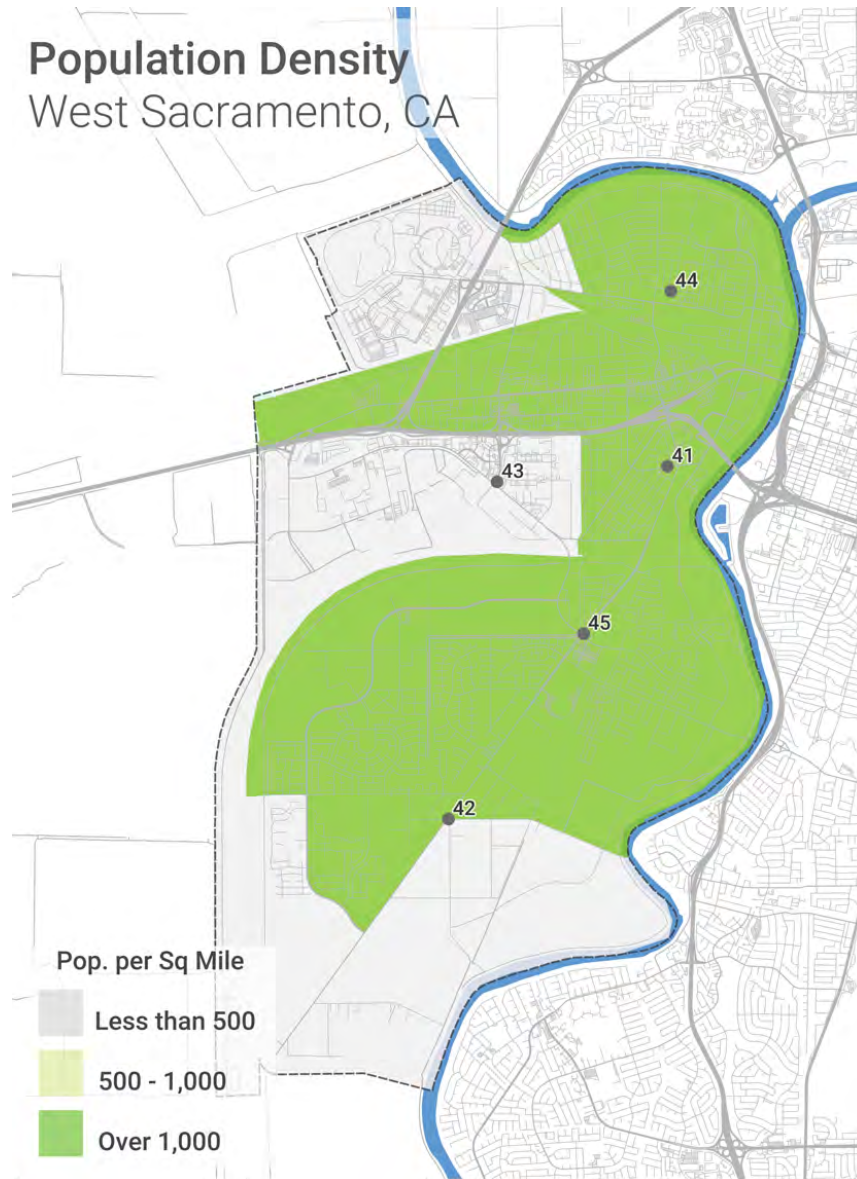 Population Density
West Sacramento, CA
44
41
43
45
42
Pop. per Sq Mile
Less than 500
500 - 1,000
Over 1,000